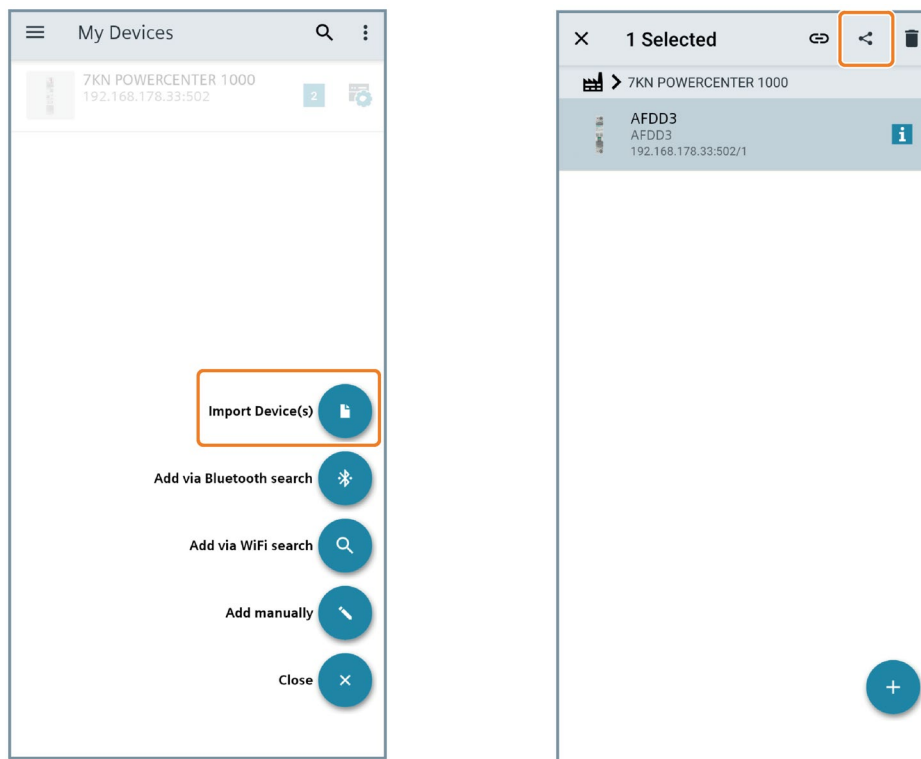 My Devices
7KN POWERCENTER 1000
192.168.178.33:502
2
Import Device(s)
Add via Bluetooth search
Add via WiFi search
Add manually
Close
1 Selected
7KN POWERCENTER 1000
AFDD3
AFDD3
192.168.178.33:502/1
i